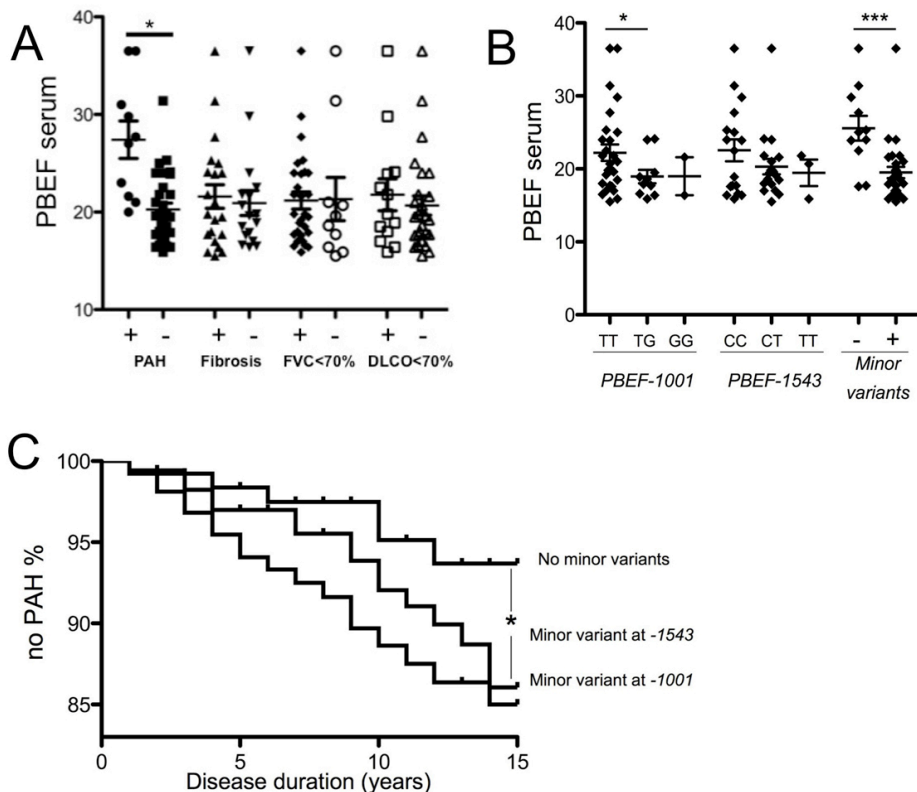 A
PBEF serum
40
30
20
10
*
+ - + - + - + -
PAH Fibrosis FVC<70% DLCO<70%
B
PBEF serum
40
30
20
10
0
* ***
TT TG GG CC CT TT - +
PBEF-1001 PBEF-1543 Minor
variants
C
no PAH %
100
95
90
85
No minor variants
*
Minor variant at -1543
Minor variant at -1001
0 5 10 15
Disease duration (years)